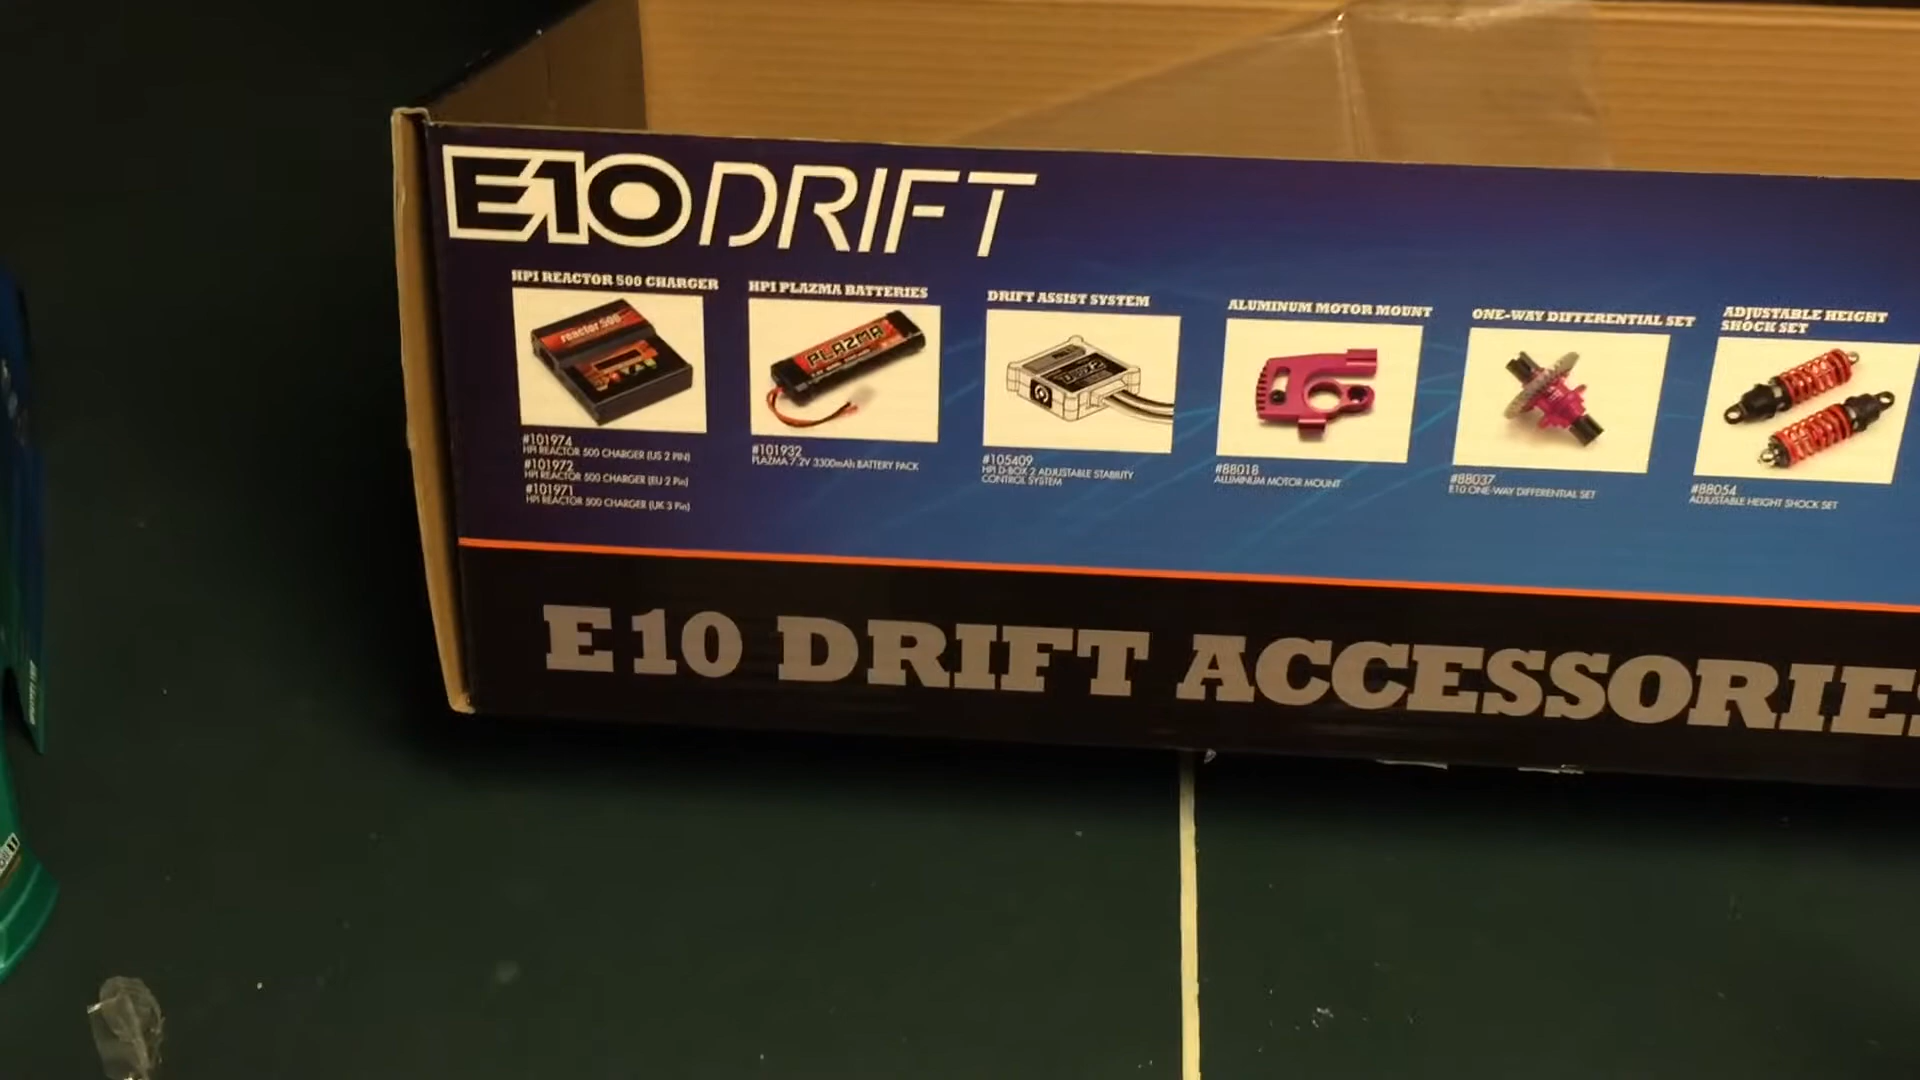 E10 DRIFT
HPI REACTOR 500 CHARGER
reactor 500
#101974
HPI REACTOR 500 CHARGER (US 2 PIN)
#101972
HPI REACTOR 500 CHARGER (EU 2 Pin)
#101971
HPI REACTOR 500 CHARGER (UK 3 Pin)
HPI PLAZMA BATTERIES
PLAZMA
#101932
PLAZMA 7.2V 3300mAh BATTERY PACK
DRIFT ASSIST SYSTEM
#105409
HPI D-BOX 2 ADJUSTABLE STABILITY
CONTROL SYSTEM
ALUMINUM MOTOR MOUNT
#88018
ALUMINUM MOTOR MOUNT
ONE-WAY DIFFERENTIAL SET
#88037
E10 ONE-WAY DIFFERENTIAL SET
ADJUSTABLE HEIGHT
SHOCK SET
#88054
ADJUSTABLE HEIGHT SHOCK SET
E10 DRIFT ACCESSORIES